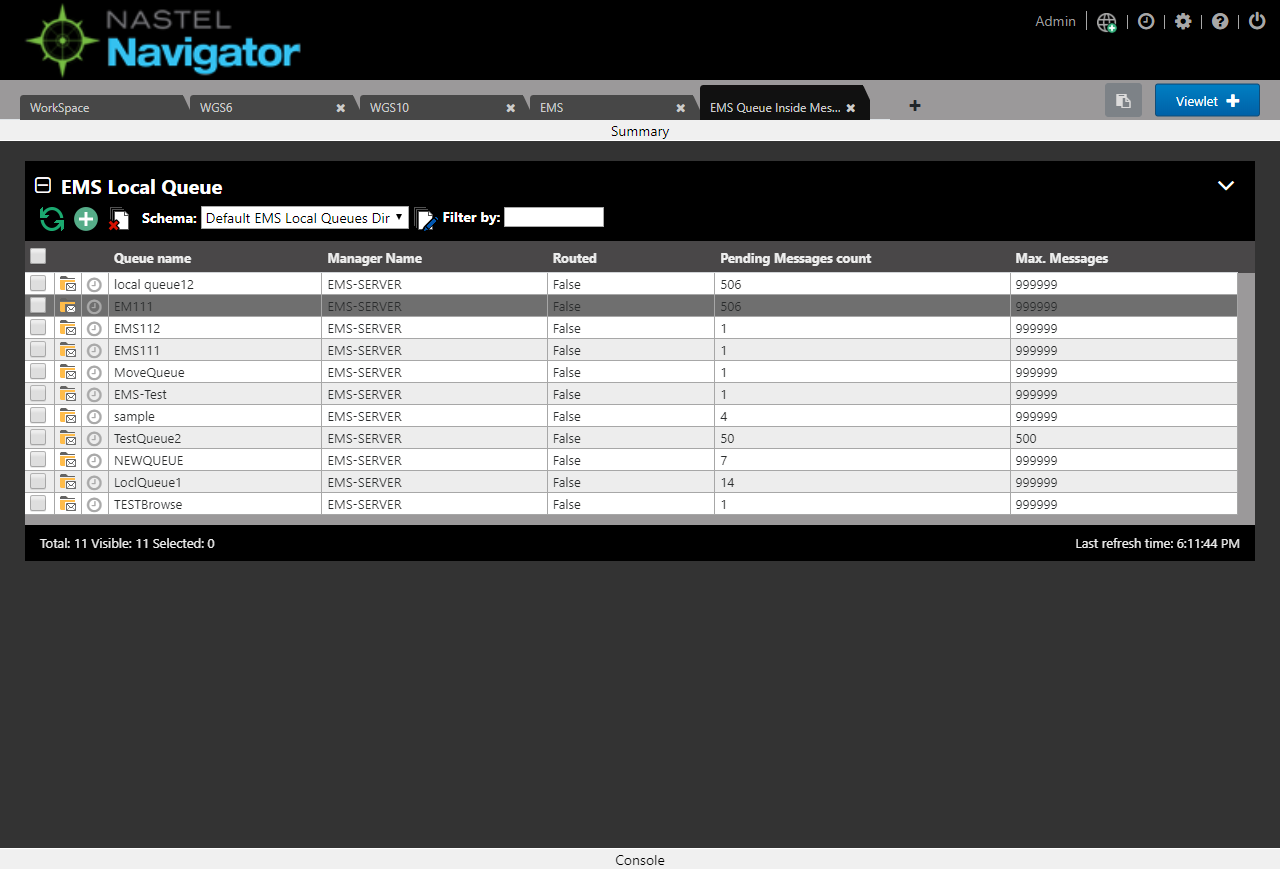 NASTEL
Navigator
Admin
WorkSpace WGS6 WGS10 EMS EMS Queue Inside Mes...
Viewlet
Summary
EMS Local Queue
Schema: Default EMS Local Queues Dir Filter by:
Queue name Manager Name Routed Pending Messages count Max. Messages
local queue12 EMS-SERVER False 506 999999
EM111 EMS-SERVER False 506 999999
EMS112 EMS-SERVER False 1 999999
EMS111 EMS-SERVER False 1 999999
MoveQueue EMS-SERVER False 1 999999
EMS-Test EMS-SERVER False 1 999999
sample EMS-SERVER False 4 999999
TestQueue2 EMS-SERVER False 50 500
NEWQUEUE EMS-SERVER False 7 999999
LoclQueue1 EMS-SERVER False 14 999999
TESTBrowse EMS-SERVER False 1 999999
Total: 11 Visible: 11 Selected: 0 Last refresh time: 6:11:44 PM
Console